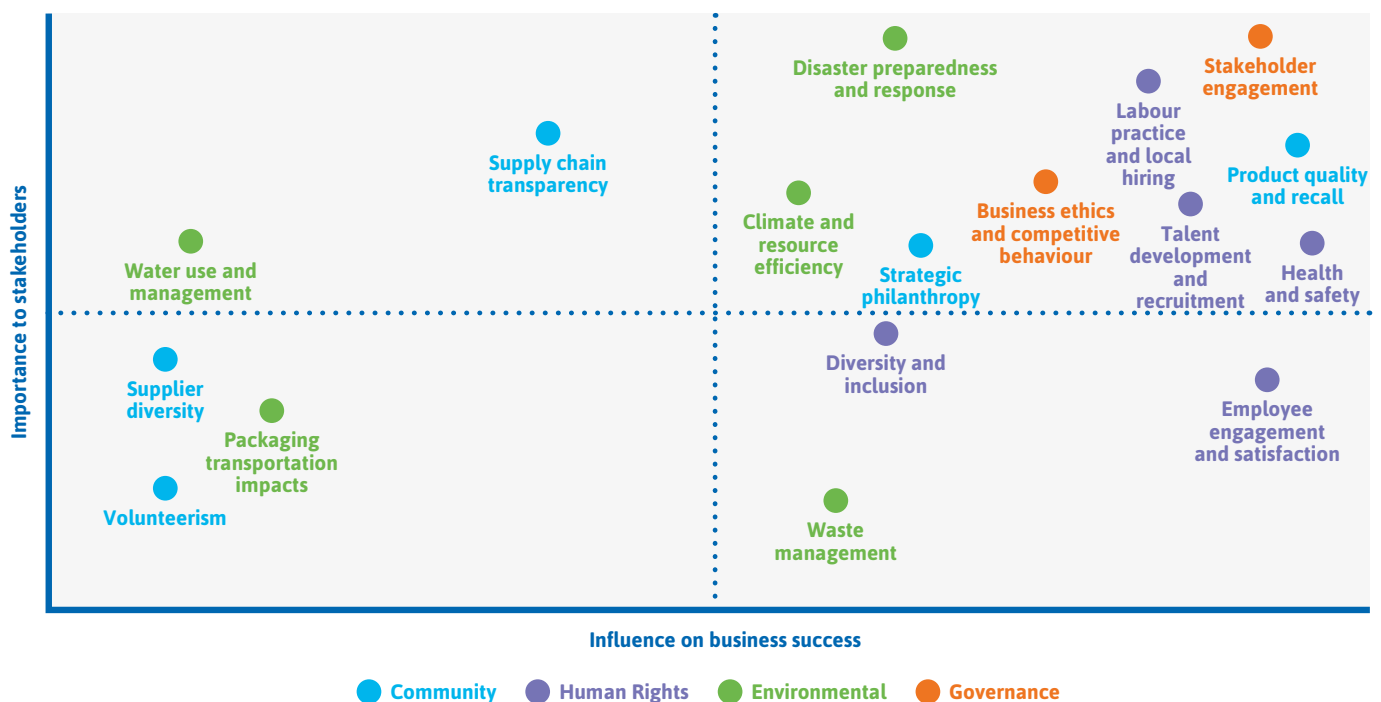 Importance to stakeholders
Disaster preparedness
and response
Stakeholder
engagement
Labour
practice
and local
hiring
Supply chain
transparency
Product quality
and recall
Climate and
resource
efficiency
Business ethics
and competitive
behaviour
Talent
development
and
recruitment
Water use and
management
Strategic
philanthropy
Health
and safety
Supplier
diversity
Diversity and
inclusion
Employee
engagement
and satisfaction
Packaging
transportation
impacts
Volunteerism
Waste
management
Influence on business success
Community
Human Rights
Environmental
Governance